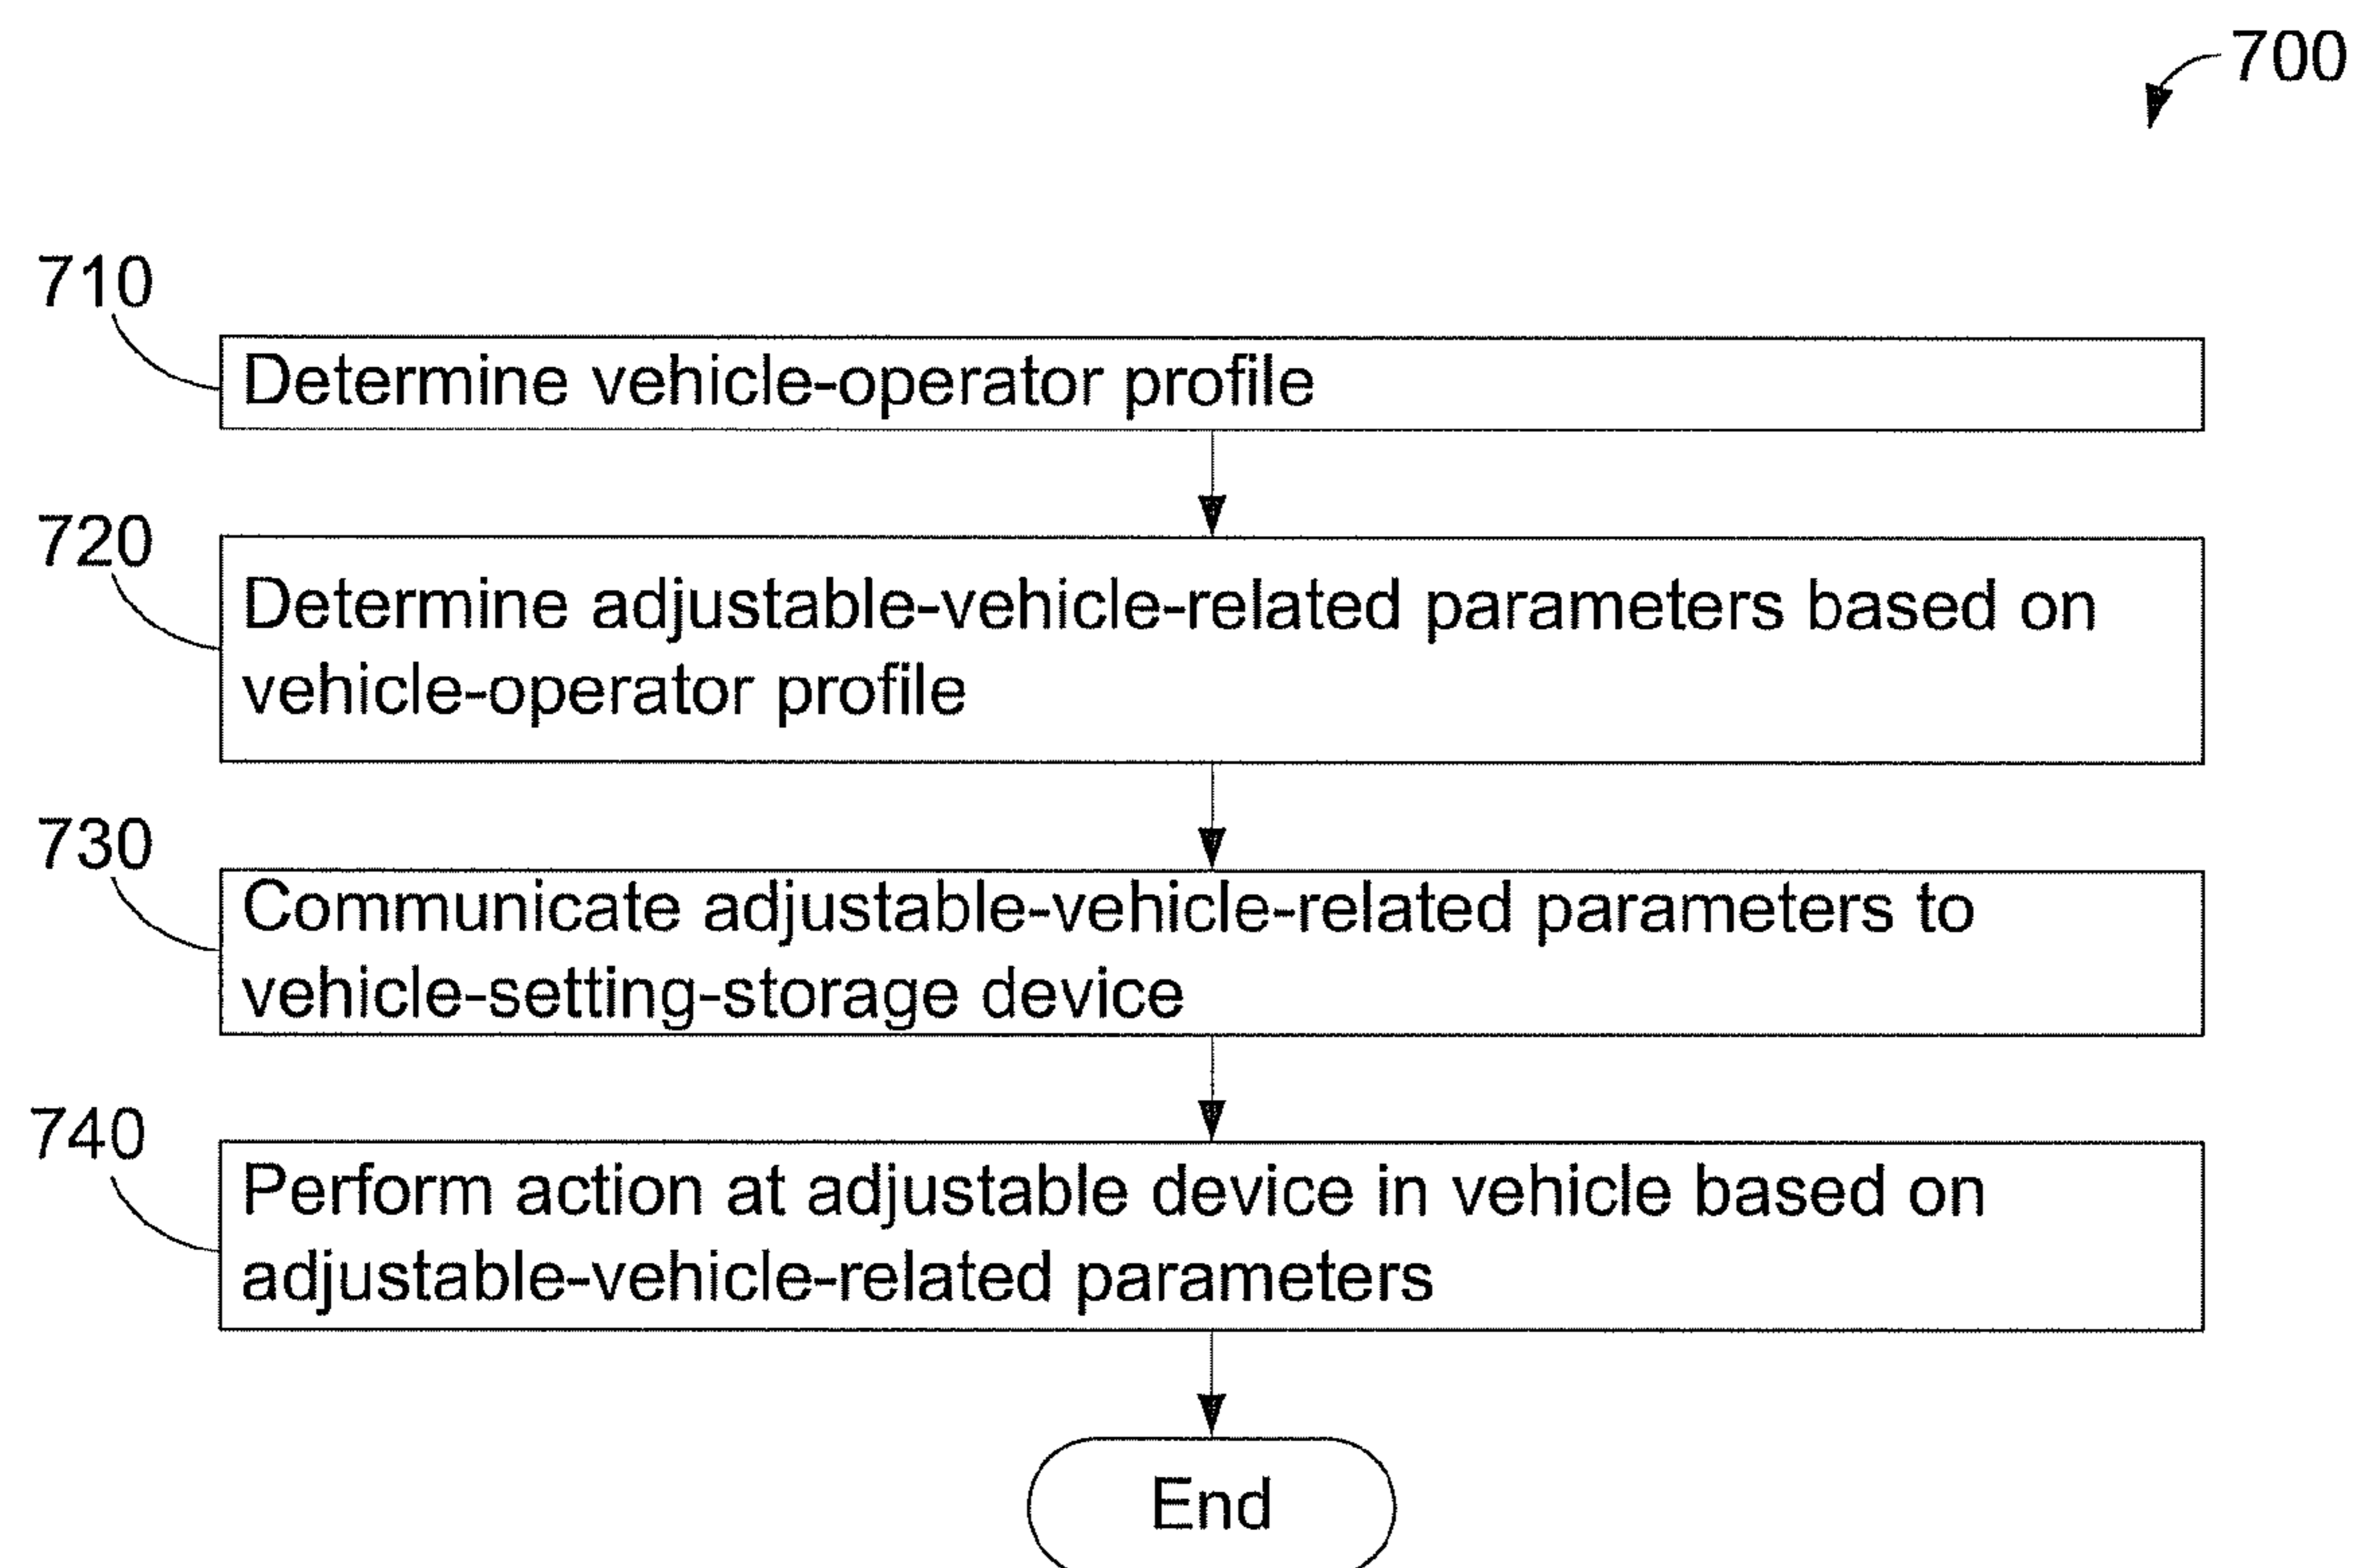 700
710
Determine vehicle-operator profile
720
Determine adjustable-vehicle-related parameters based on
vehicle-operator profile
730
Communicate adjustable-vehicle-related parameters to
vehicle-setting-storage device
740
Perform action at adjustable device in vehicle based on
adjustable-vehicle-related parameters
End